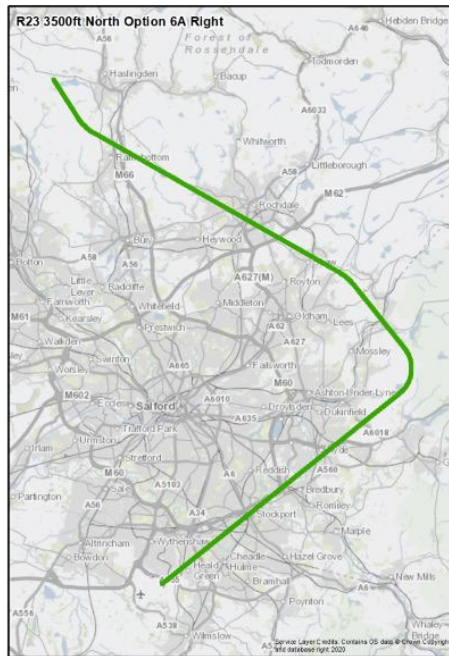 R23 3500ft North Option 6A Right
A646
Hebden Bridge
Forest of
Rossendale
Todmorden
Haslingden
Bacup
A6033
Whitworth
Littleborough
A58
Ramsbottom
M66
M62
Rochdale
A58
Bury
Heywood
Bolton
A56
A627(M)
Royton
Little
Lever
Radcliffe
Farnworth
Whitefield
Middleton
Oldham
Lees
M61
Kearsley
Prestwich
A62
A627
Walkden
Mossley
Swinton
A665
Failsworth
Worsley
M60
M602
Eccles
Salford
A6010
Ashton-Under-Lyne
Droylsden
Dukinfield
Trafford Park
A635
Urmston
A6018
Irlam
Hyde
Stretford
A6
Reddish
A560
M60
Bredbury
Partington
Sale
A5103
Romiley
A56
A34
Stockport
Marple
Altrincham
Wythenshawe
Cheadle
Hulme
Hazel Grove
Bowdon
Heald
Green
Bramhall
New Mills
Poynton
A556
A538
Wilmslow
Whaley
Bridge
Service Layer Credits: Contains OS data © Crown Copyright
and database right 2020